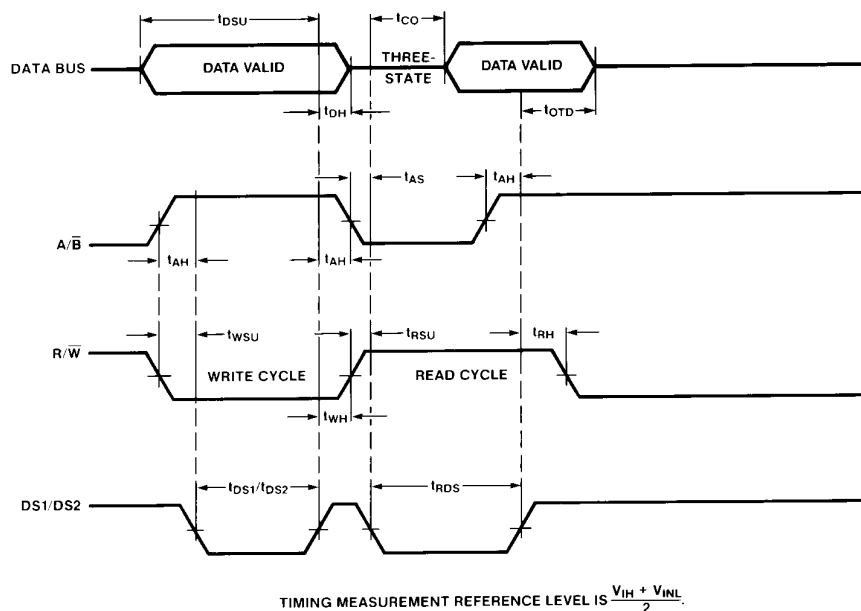 tDSU
tCO
DATA BUS
DATA VALID
THREE-
STATE
DATA VALID
tDH
tOTD
tAS
tAH
A/B̅
tAH
tAH
tWSU
tRSU
tRH
R/W̅
WRITE CYCLE
READ CYCLE
tWH
tDS1/tDS2
tRDS
DS1/DS2
TIMING MEASUREMENT REFERENCE LEVEL IS VIH + VINL
2.